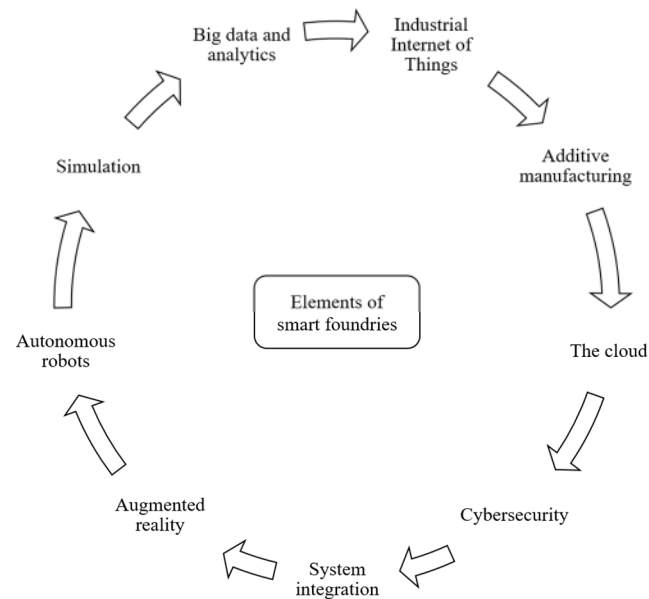 Big data and
analytics
Industrial
Internet of
Things
Additive
manufacturing
The cloud
Cybersecurity
System
integration
Augmented
reality
Autonomous
robots
Simulation
Elements of
smart foundries